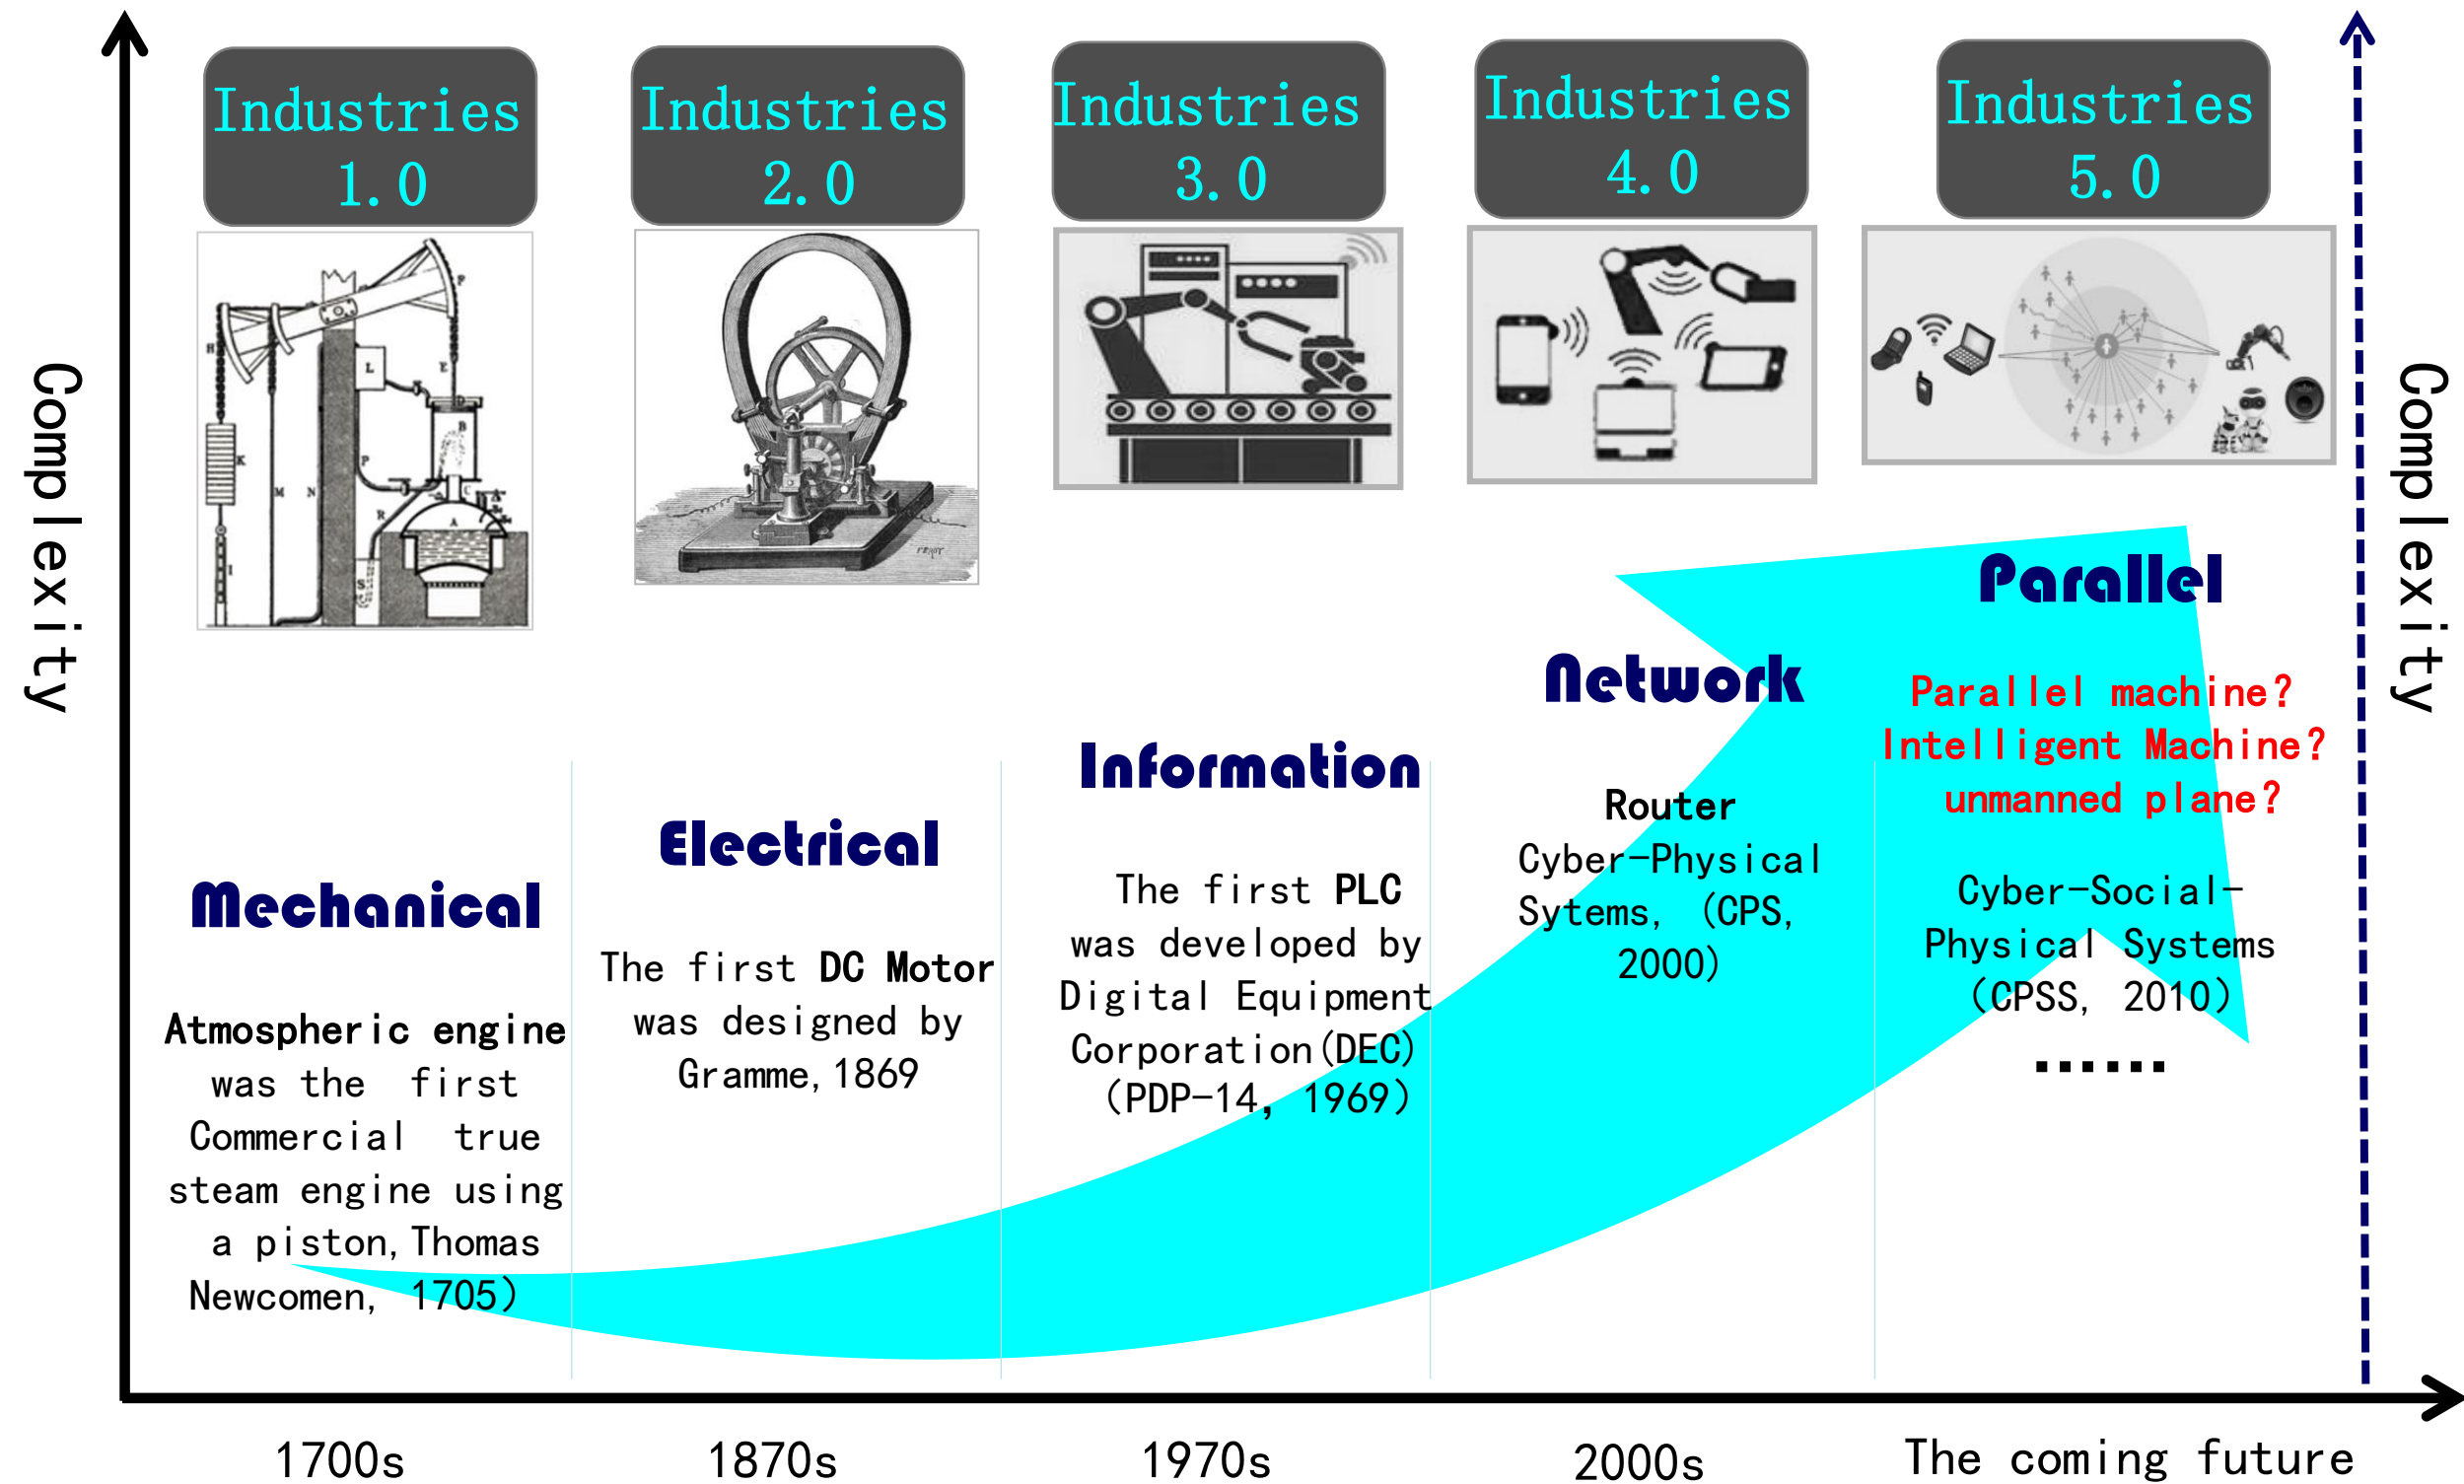 Industries
1.0
Industries
2.0
Industries
3.0
Industries
4.0
Industries
5.0
Complexity
Complexity
H
P
E
L
B
K
M
N
P
C
R
A
I
S
Mechanical
Atmospheric engine
was the first
Commercial true
steam engine using
a piston,Thomas
Newcomen, 1705)
Electrical
The first DC Motor
was designed by
Gramme,1869
Information
The first PLC
was developed by
Digital Equipment
Corporation(DEC)
(PDP-14, 1969)
Network
Router
Cyber-Physical
Sytems, (CPS,
2000)
Parallel
Parallel machine?
Intelligent Machine?
unmanned plane?
Cyber-Social-
Physical Systems
(CPSS, 2010)
......
1700s
1870s
1970s
2000s
The coming future